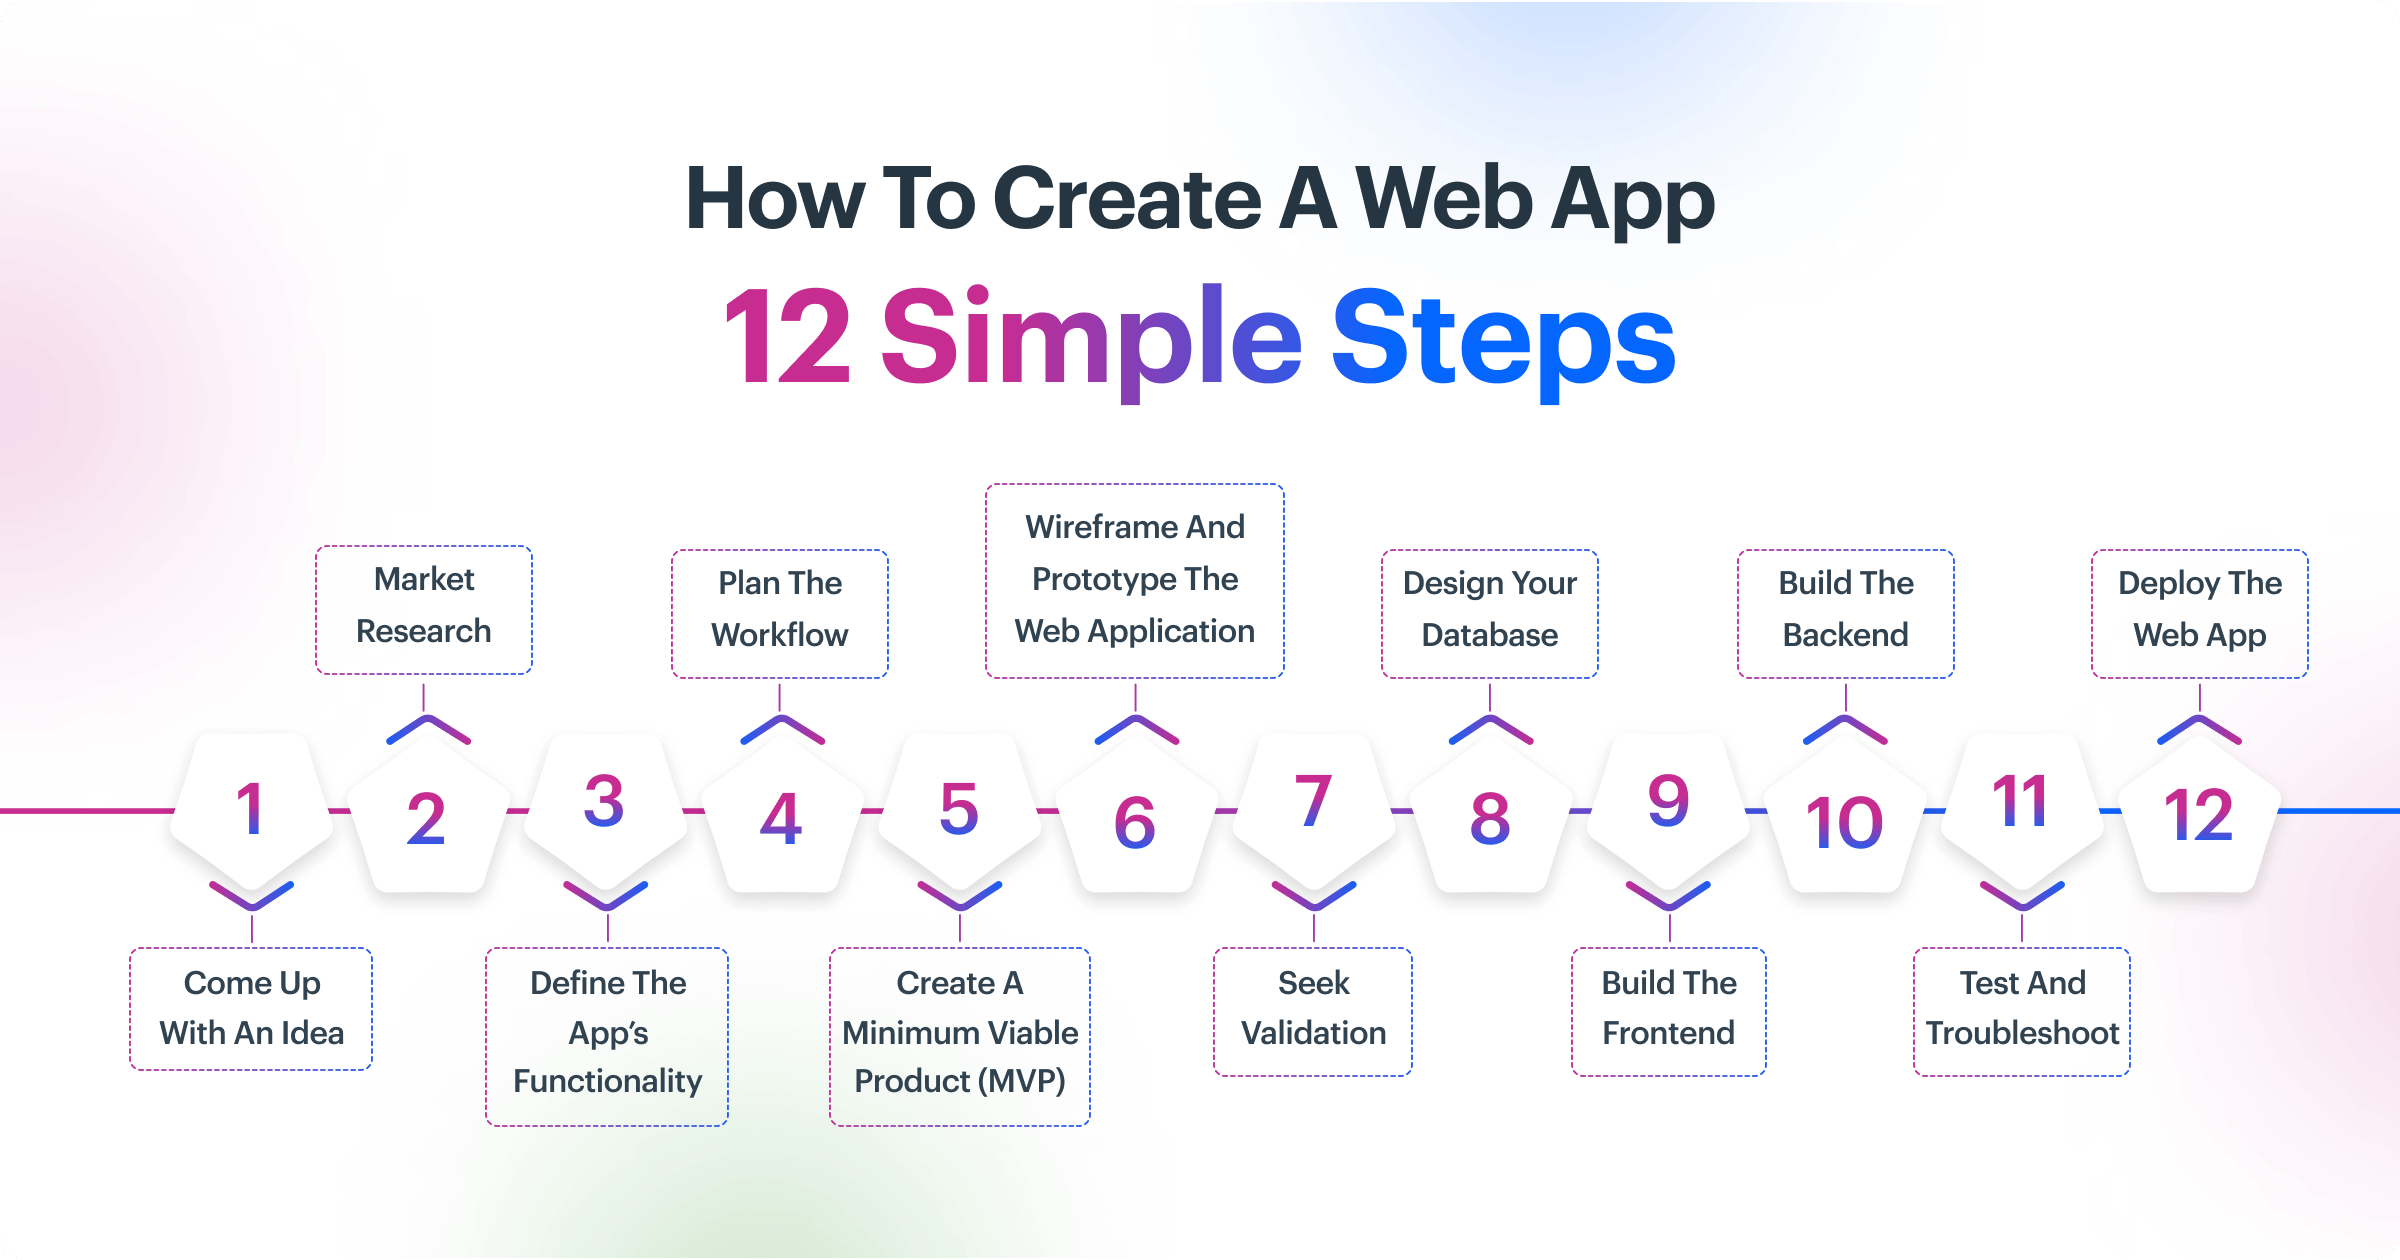 How To Create A Web App
12 Simple Steps
1
Come Up
With An Idea
2
Market
Research
3
Define The
App’s
Functionality
4
Plan The
Workflow
5
Create A
Minimum Viable
Product (MVP)
6
Wireframe And
Prototype The
Web Application
7
Seek
Validation
8
Design Your
Database
9
Build The
Frontend
10
Build The
Backend
11
Test And
Troubleshoot
12
Deploy The
Web App